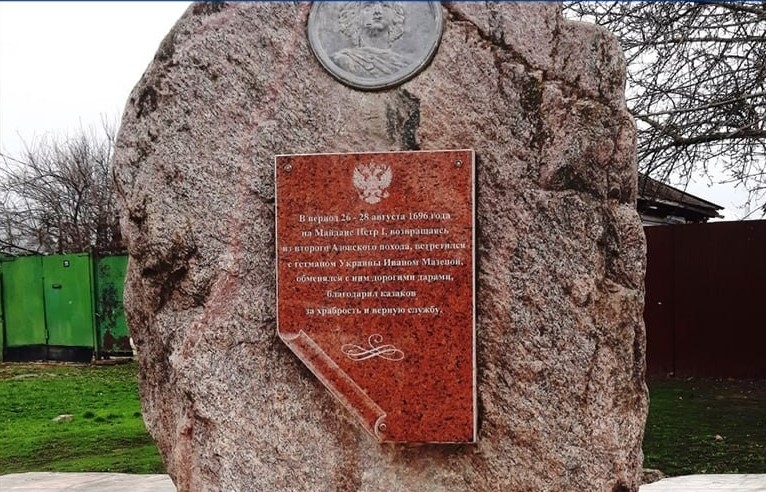 В период 26 - 28 августа 1696 года
на Майдане Пётр I, возвращаясь
из второго Азовского похода, встретился
с гетманом Украины Иваном Мазепой,
обменялся с ним дорогими дарами,
благодарил казаков
за храбрость и верную службу.